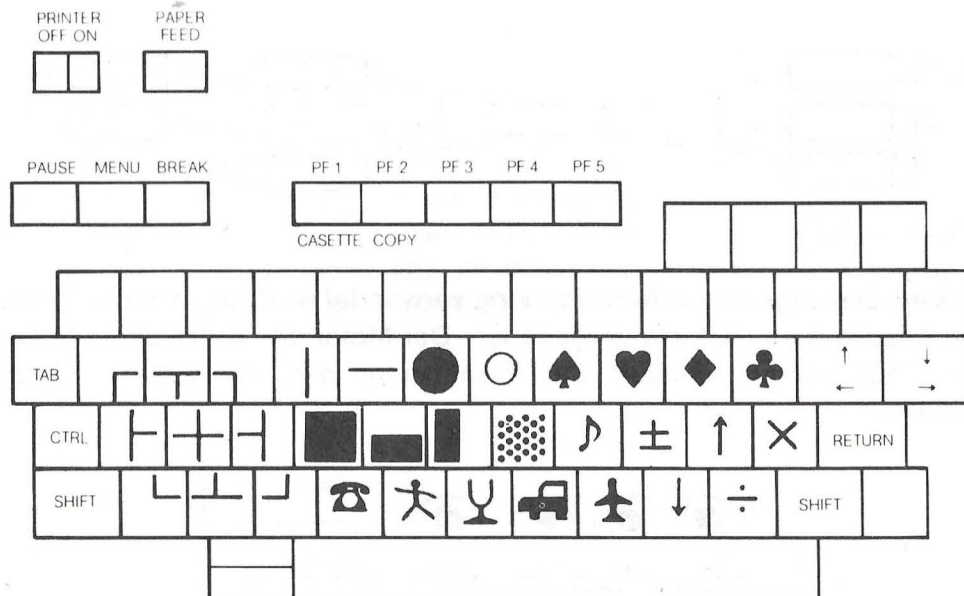 PRINTER PAPER
OFF ON FEED
PAUSE MENU BREAK PF 1 PF 2 PF 3 PF 4 PF 5
CASETTE COPY
TAB
CTRL RETURN
SHIFT SHIFT